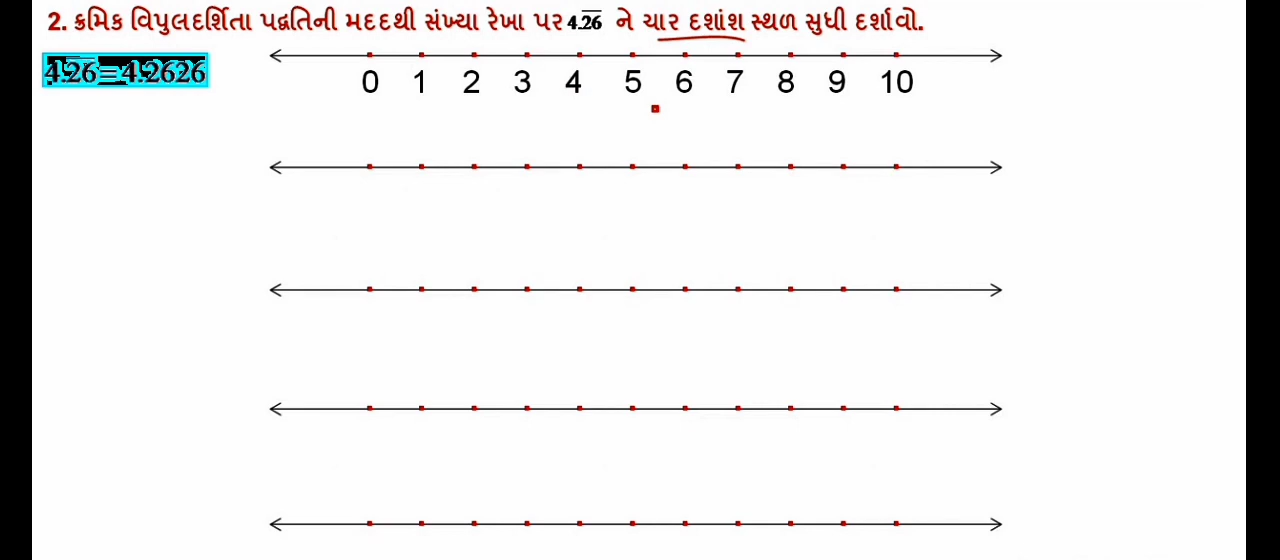 2. ક્રમિક વિપુલદર્શિતા પદ્ધતિની મદદથી સંખ્યા રેખા પર 4.2̅6̅ ને ચાર દશાંશ સ્થળ સુધી દર્શાવો.
4.2̅6̅=4.2626
0 1 2 3 4 5 6 7 8 9 10